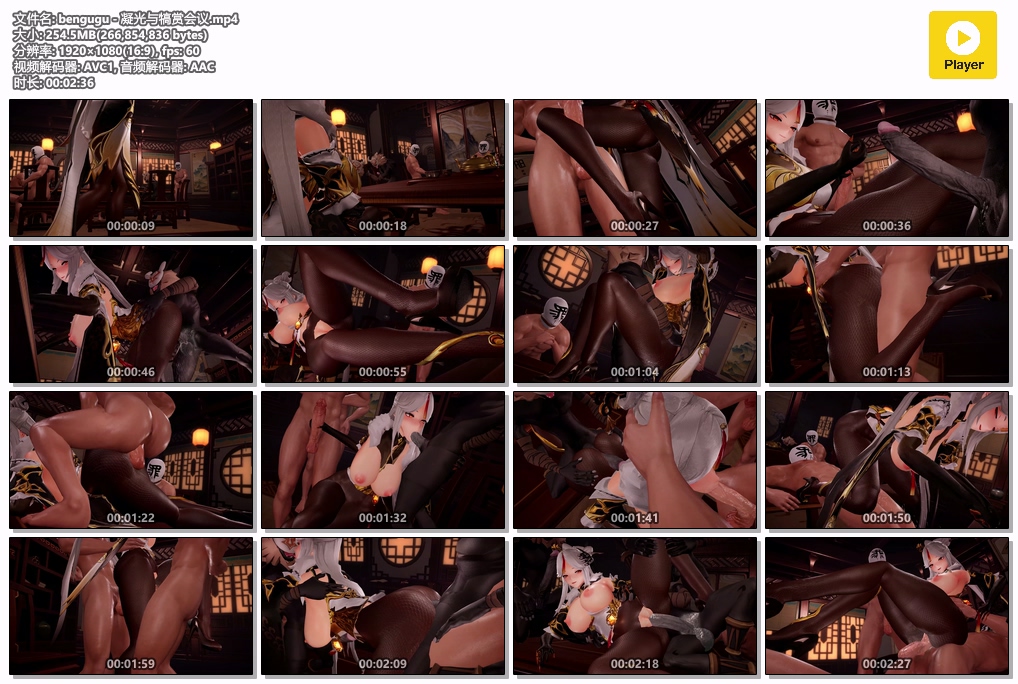 文件名: bengugu - 凝光与犒赏会议.mp4
大小: 254.5MB(266,854,836 bytes)
分辨率: 1920×1080(16:9), fps: 60
视频解码器: AVC1, 音频解码器: AAC
时长: 00:02:36
Player
00:00:09
00:00:18
00:00:27
00:00:36
00:00:46
罪
00:00:55
罪
00:01:04
00:01:13
罪
00:01:22
00:01:32
00:01:41
00:01:50
00:01:59
00:02:09
00:02:18
00:02:27